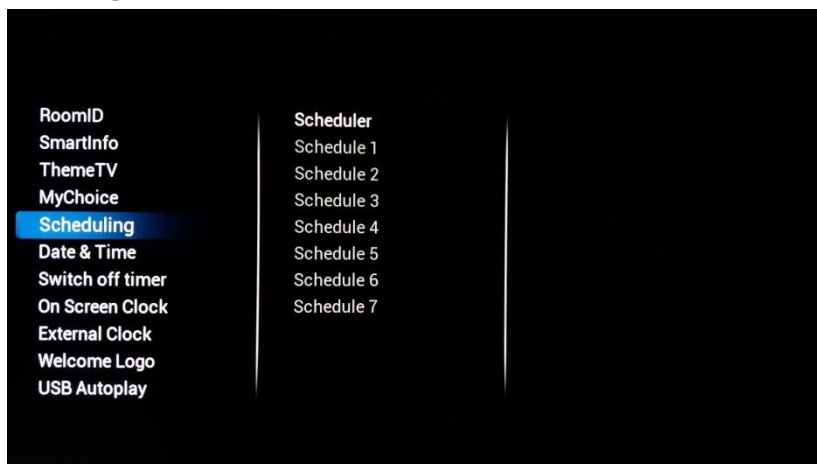 RoomID
SmartInfo
ThemeTV
MyChoice
Scheduling
Date & Time
Switch off timer
On Screen Clock
External Clock
Welcome Logo
USB Autoplay
Scheduler
Schedule 1
Schedule 2
Schedule 3
Schedule 4
Schedule 5
Schedule 6
Schedule 7